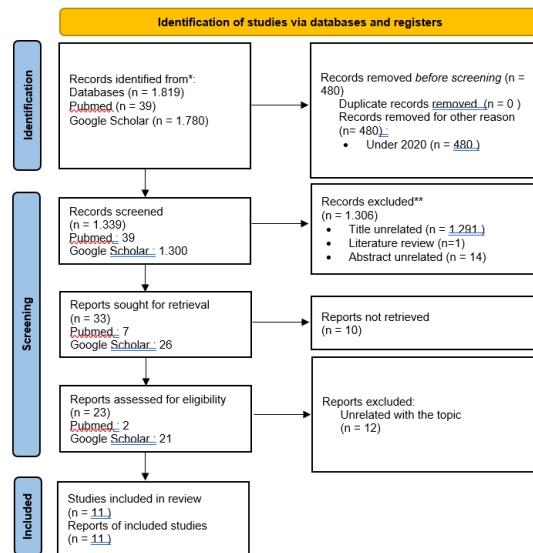 Identification of studies via databases and registers
Identification
Records identified from*:
Databases (n = 1.819)
Pubmed (n = 39)
Google Scholar (n = 1.780)
Records removed before screening (n =
480)
Duplicate records removed (n = 0 )
Records removed for other reason
(n= 480) :
• Under 2020 (n = 480 )
Screening
Records screened
(n = 1.339)
Pubmed : 39
Google Scholar : 1.300
Records excluded**
(n = 1.306)
• Title unrelated (n = 1.291 )
• Literature review (n=1)
• Abstract unrelated (n = 14)
Reports sought for retrieval
(n = 33)
Pubmed : 7
Google Scholar : 26
Reports not retrieved
(n = 10)
Reports assessed for eligibility
(n = 23)
Pubmed : 2
Google Scholar : 21
Reports excluded:
Unrelated with the topic
(n = 12)
Included
Studies included in review
(n = 11 )
Reports of included studies
(n = 11 )